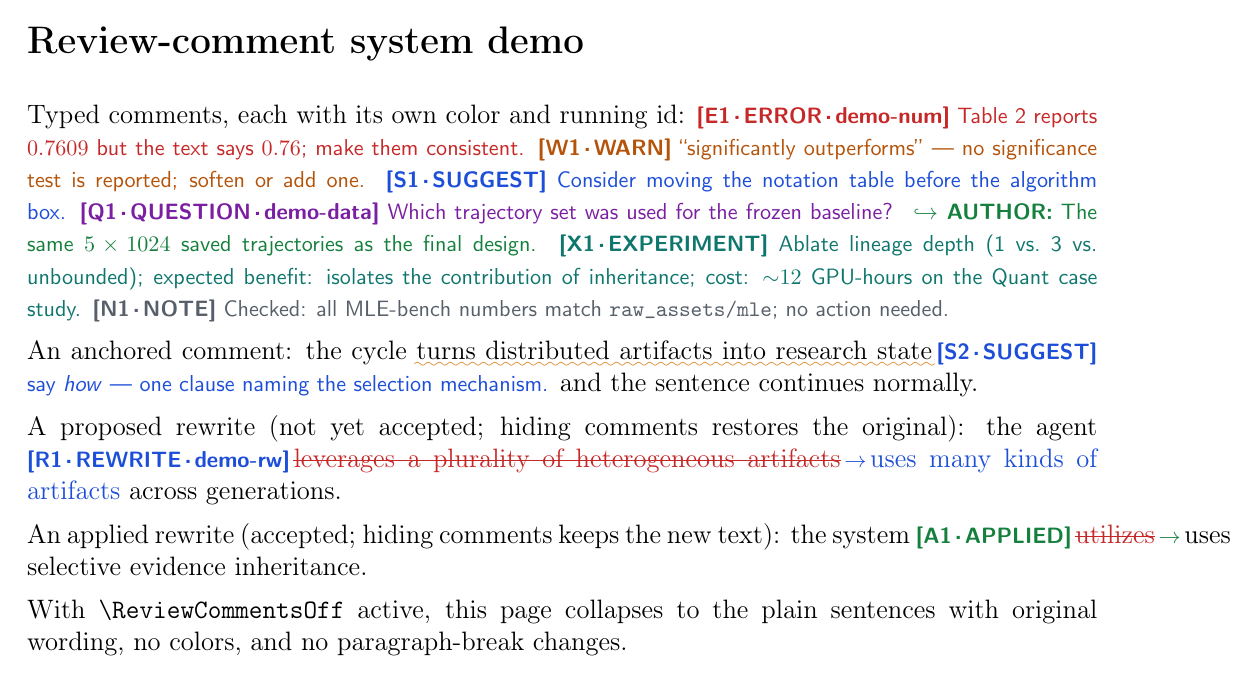 Review-comment system demo
Typed comments, each with its own color and running id: [E1·ERROR·demo-num] Table 2 reports
0.7609 but the text says 0.76; make them consistent. [W1·WARN] “significantly outperforms” — no significance
test is reported; soften or add one. [S1·SUGGEST] Consider moving the notation table before the algorithm
box. [Q1·QUESTION·demo-data] Which trajectory set was used for the frozen baseline? ↪ AUTHOR: The
same 5 × 1024 saved trajectories as the final design. [X1·EXPERIMENT] Ablate lineage depth (1 vs. 3 vs.
unbounded); expected benefit: isolates the contribution of inheritance; cost: ∼12 GPU-hours on the Quant case
study. [N1·NOTE] Checked: all MLE-bench numbers match raw_assets/mle; no action needed.
An anchored comment: the cycle turns distributed artifacts into research state [S2·SUGGEST]
say how — one clause naming the selection mechanism. and the sentence continues normally.
A proposed rewrite (not yet accepted; hiding comments restores the original): the agent
[R1·REWRITE·demo-rw] leverages a plurality of heterogeneous artifacts→uses many kinds of
artifacts across generations.
An applied rewrite (accepted; hiding comments keeps the new text): the system [A1·APPLIED] utilizes→uses
selective evidence inheritance.
With \ReviewCommentsOff active, this page collapses to the plain sentences with original
wording, no colors, and no paragraph-break changes.